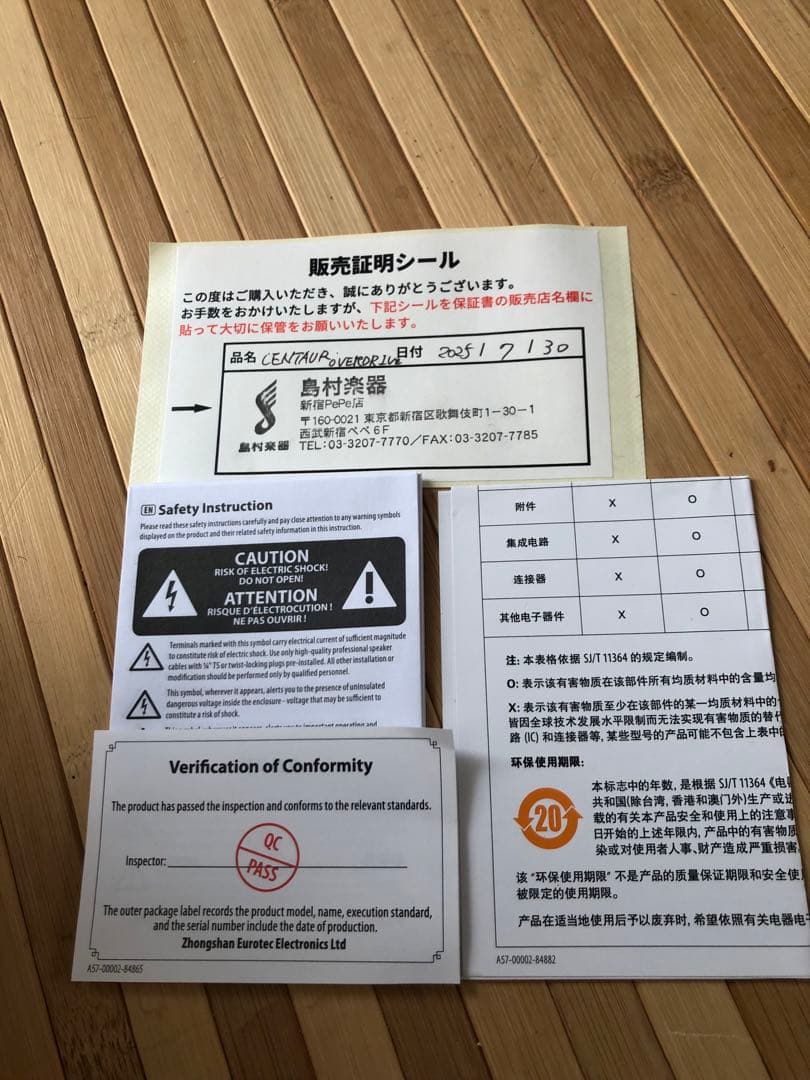 販売証明シール
この度はご購入いただき、誠にありがとうございます。
お手数をおかけいたしますが、下記シールを保証書の販売店名欄に
貼って大切に保管をお願いいたします。
品名 CENTAUR OVERDRIVE 日付 2025 / 7 / 30
島村楽器
新宿PePe店
〒160-0021 東京都新宿区歌舞伎町1-30-1
西武新宿ペペ6F
島村楽器 TEL:03-3207-7770/FAX:03-3207-7785
EN Safety Instruction
Please read these safety instructions carefully and pay close attention to any warning symbols
displayed on the product and their related safety information in this instruction.
CAUTION
RISK OF ELECTRIC SHOCK!
DO NOT OPEN!
ATTENTION
RISQUE D'ÉLECTROCUTION !
NE PAS OUVRIR !
Terminals marked with this symbol carry electrical current of sufficient magnitude
to constitute risk of electric shock. Use only high-quality professional speaker
cables with ¼" TS or twist-locking plugs pre-installed. All other installation or
modification should be performed only by qualified personnel.
This symbol, wherever it appears, alerts you to the presence of uninsulated
dangerous voltage inside the enclosure - voltage that may be sufficient to
constitute a risk of shock.
Verification of Conformity
The product has passed the inspection and conforms to the relevant standards.
QC
PASS
Inspector:
The outer package label records the product model, name, execution standard,
and the serial number include the date of production.
Zhongshan Eurotec Electronics Ltd
A57-00002-84865
附件 X O
集成电路 X O
连接器 X O
其他电子器件 X O
注: 本表格依据 SJ/T 11364 的规定编制。
O: 表示该有害物质在该部件所有均质材料中的含量均
X: 表示该有害物质至少在该部件的某一均质材料中的
皆因全球技术发展水平限制而无法实现有害物质的替
路 (IC) 和连接器等, 某些型号的产品可能不包含上表中
环保使用期限:
20
本标志中的年数, 是根据 SJ/T 11364《电
共和国(除台湾, 香港和澳门外)生产或
载的有关本产品安全和使用上的注意
日开始的上述年限内, 产品中的有害物质
染或对使用者人事、财产造成严重损害
该 “环保使用期限” 不是产品的质量保证期限和安全使
被限定的使用期限。
产品在适当地使用后予以废弃时, 希望依照有关电器电
A57-00002-84882